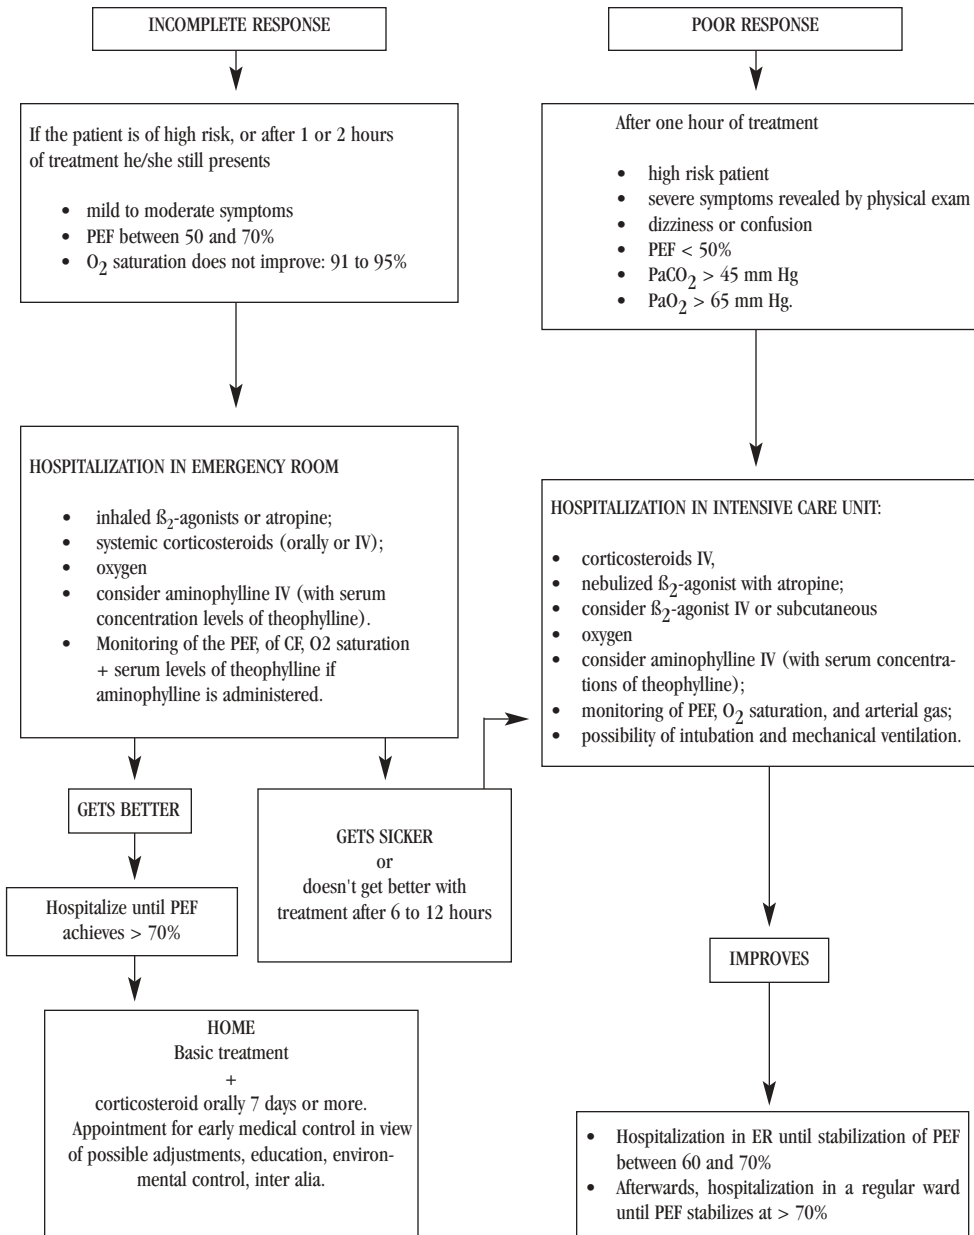 INCOMPLETE RESPONSE
If the patient is of high risk, or after 1 or 2 hours
of treatment he/she still presents
• mild to moderate symptoms
• PEF between 50 and 70%
• O2 saturation does not improve: 91 to 95%
HOSPITALIZATION IN EMERGENCY ROOM
• inhaled ß2-agonists or atropine;
• systemic corticosteroids (orally or IV);
• oxygen
• consider aminophylline IV (with serum
concentration levels of theophylline).
• Monitoring of the PEF, of CF, O2 saturation
+ serum levels of theophylline if
aminophylline is administered.
GETS BETTER
Hospitalize until PEF
achieves > 70%
HOME
Basic treatment
+
corticosteroid orally 7 days or more.
Appointment for early medical control in view
of possible adjustments, education, environ-
mental control, inter alia.
GETS SICKER
or
doesn't get better with
treatment after 6 to 12 hours
POOR RESPONSE
After one hour of treatment
• high risk patient
• severe symptoms revealed by physical exam
• dizziness or confusion
• PEF < 50%
• PaCO2 > 45 mm Hg
• PaO2 > 65 mm Hg.
HOSPITALIZATION IN INTENSIVE CARE UNIT:
• corticosteroids IV,
• nebulized ß2-agonist with atropine;
• consider ß2-agonist IV or subcutaneous
• oxygen
• consider aminophylline IV (with serum concentra-
tions of theophylline);
• monitoring of PEF, O2 saturation, and arterial gas;
• possibility of intubation and mechanical ventilation.
IMPROVES
• Hospitalization in ER until stabilization of PEF
between 60 and 70%
• Afterwards, hospitalization in a regular ward
until PEF stabilizes at > 70%